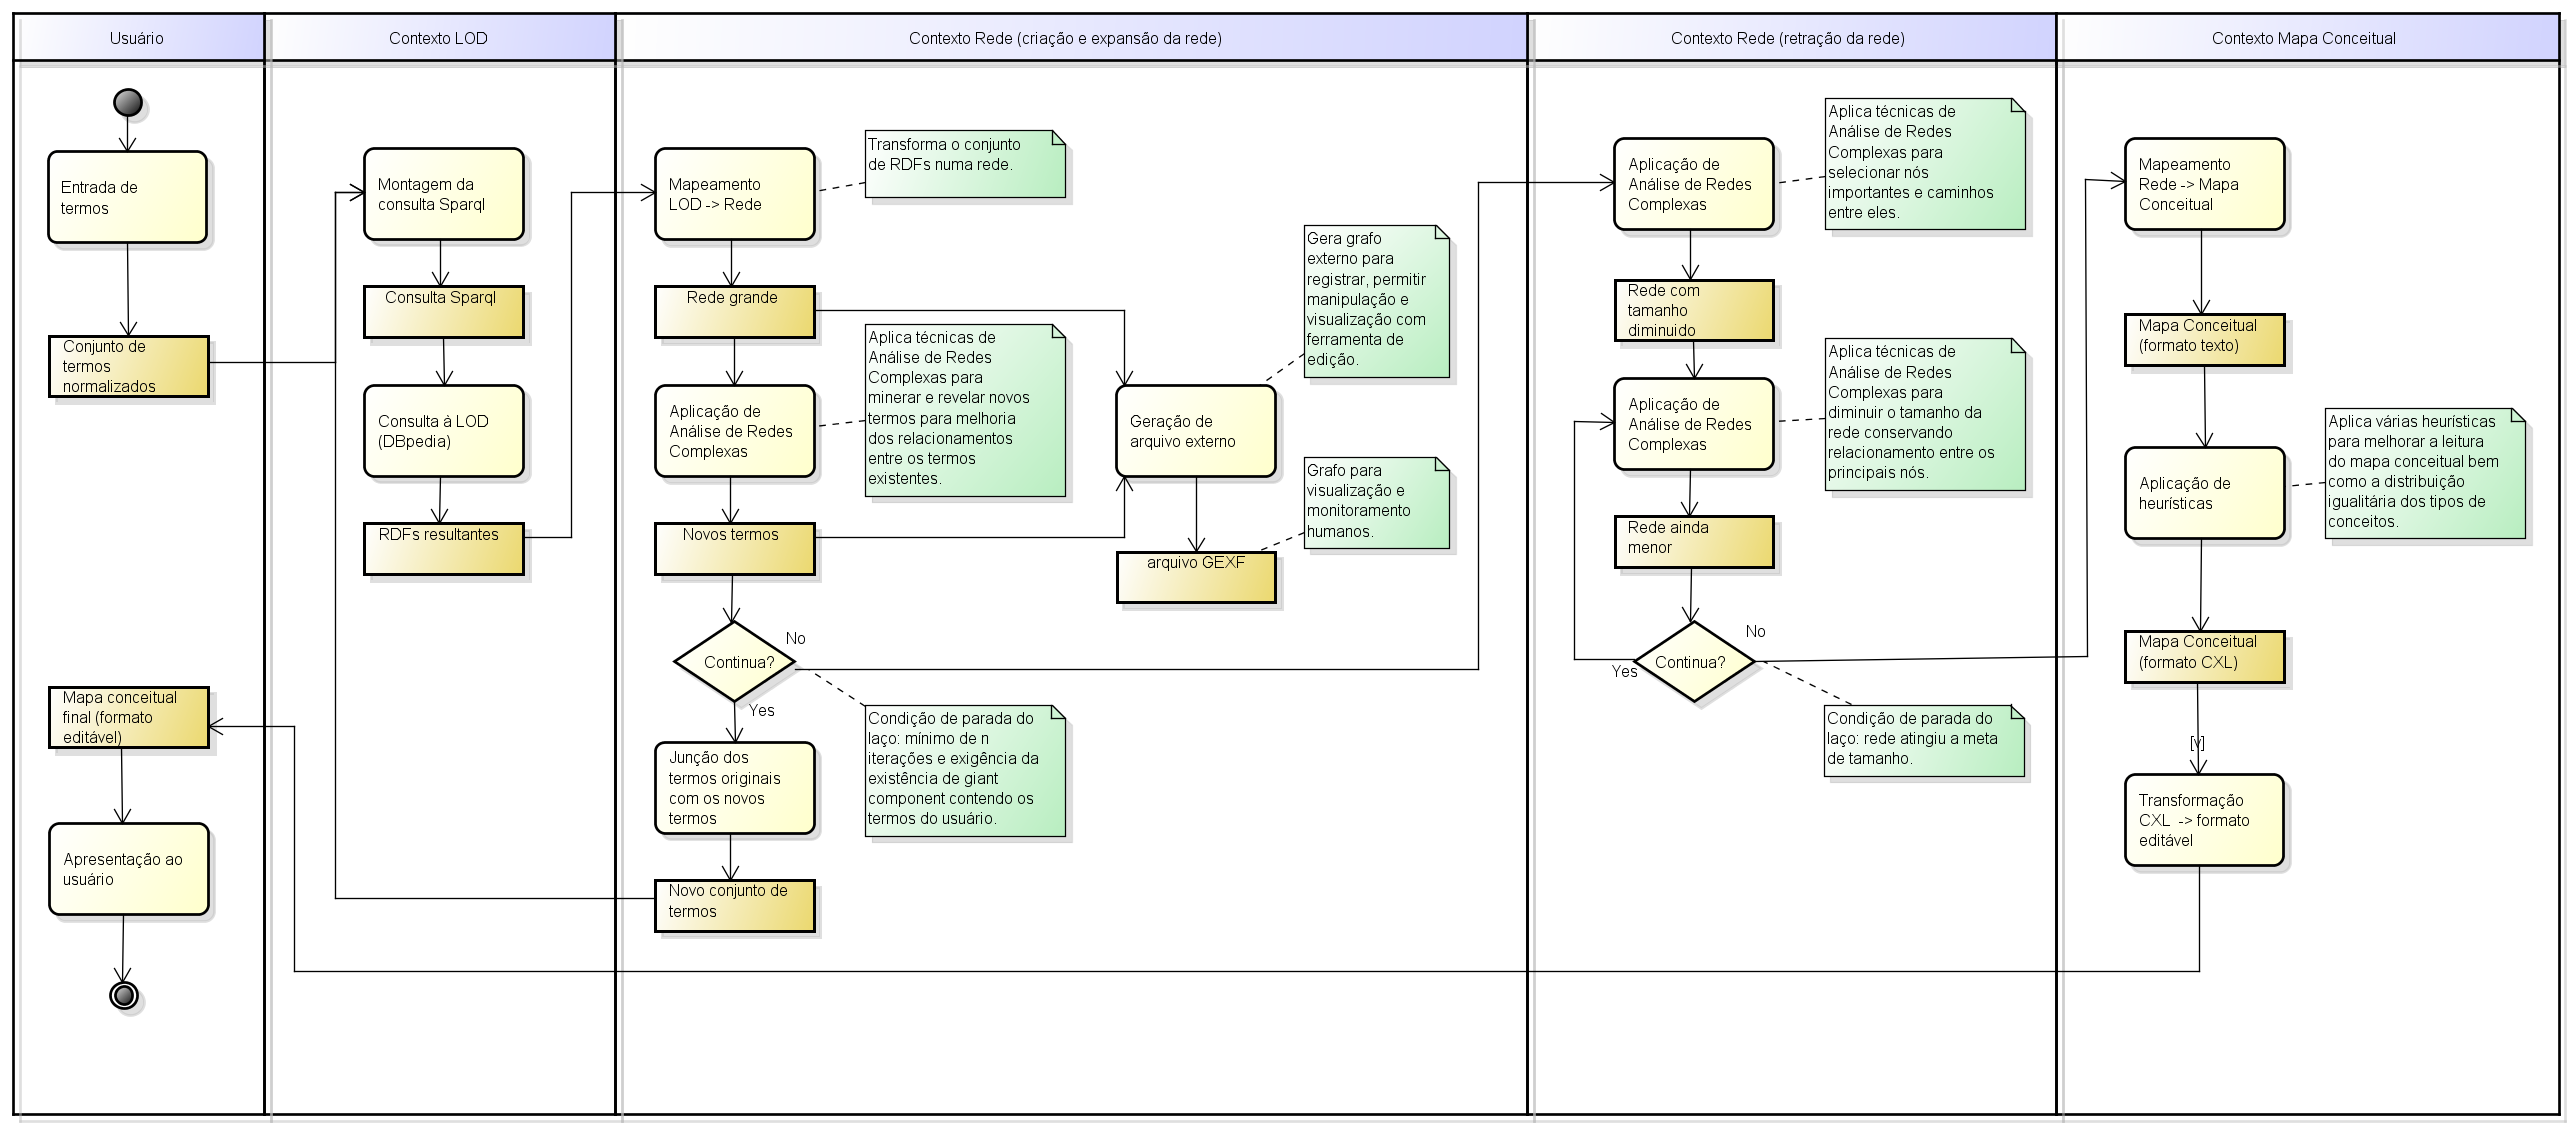 Usuário
Contexto LOD
Contexto Rede (criação e expansão da rede)
Contexto Rede (retração da rede)
Contexto Mapa Conceitual
Entrada de
termos
Conjunto de
termos
normalizados
Mapa conceitual
final (formato
editável)
Apresentação ao
usuário
Montagem da
consulta Sparql
Consulta Sparql
Consulta à LOD
(DBpedia)
RDFs resultantes
Mapeamento
LOD -> Rede
Transforma o conjunto
de RDFs numa rede.
Rede grande
Aplicação de
Análise de Redes
Complexas
Aplica técnicas de
Análise de Redes
Complexas para
minerar e revelar novos
termos para melhoria
dos relacionamentos
entre os termos
existentes.
Novos termos
Continua?
No
Yes
Condição de parada do
laço: mínimo de n
iterações e exigência da
existência de giant
component contendo os
termos do usuário.
Junção dos
termos originais
com os novos
termos
Novo conjunto de
termos
Gera grafo
externo para
registrar, permitir
manipulação e
visualização com
ferramenta de
edição.
Geração de
arquivo externo
Grafo para
visualização e
monitoramento
humanos.
arquivo GEXF
Aplicação de
Análise de Redes
Complexas
Aplica técnicas de
Análise de Redes
Complexas para
selecionar nós
importantes e caminhos
entre eles.
Rede com
tamanho
diminuido
Aplicação de
Análise de Redes
Complexas
Aplica técnicas de
Análise de Redes
Complexas para
diminuir o tamanho da
rede conservando
relacionamento entre os
principais nós.
Rede ainda
menor
Continua?
No
Yes
Condição de parada do
laço: rede atingiu a meta
de tamanho.
Mapeamento
Rede -> Mapa
Conceitual
Mapa Conceitual
(formato texto)
Aplicação de
heurísticas
Aplica várias heurísticas
para melhorar a leitura
do mapa conceitual bem
como a distribuição
igualitária dos tipos de
conceitos.
Mapa Conceitual
(formato CXL)
[v]
Transformação
CXL -> formato
editável